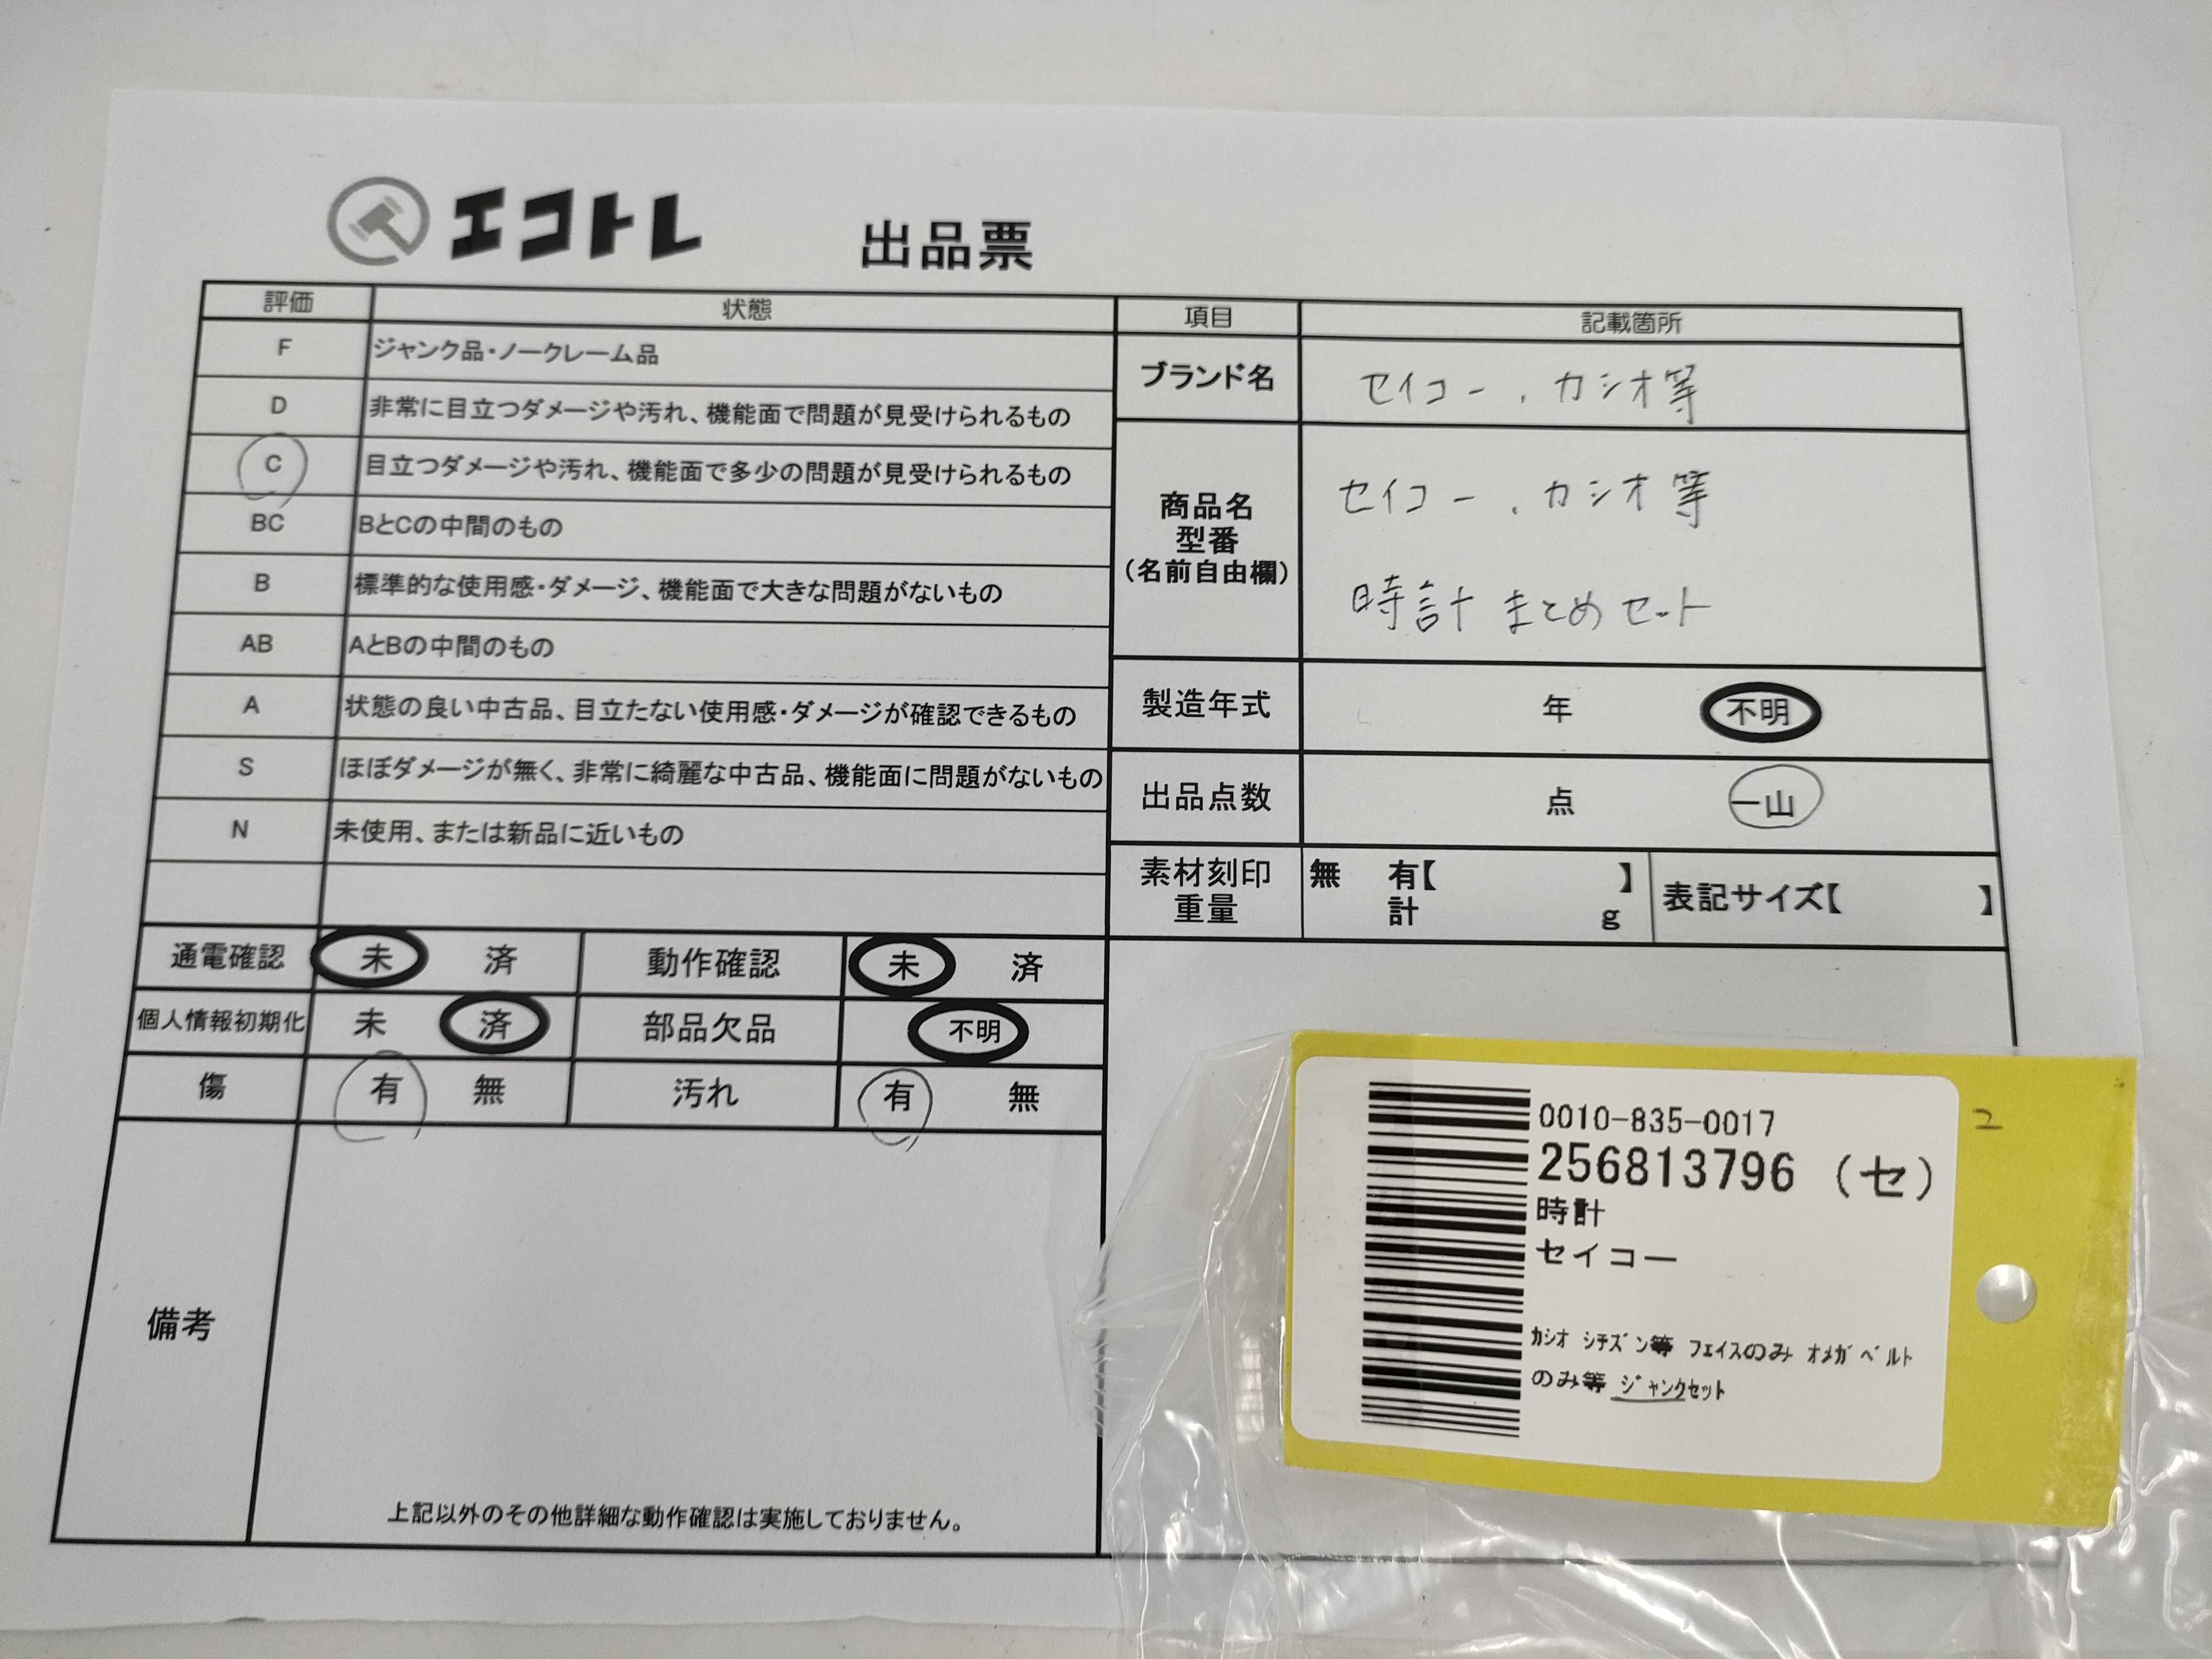 エコトレ 出品票
評価 状態
F ジャンク品・ノークレーム品
D 非常に目立つダメージや汚れ、機能面で問題が見受けられるもの
C 目立つダメージや汚れ、機能面で多少の問題が見受けられるもの
BC BとCの中間のもの
B 標準的な使用感・ダメージ、機能面で大きな問題がないもの
AB AとBの中間のもの
A 状態の良い中古品、目立たない使用感・ダメージが確認できるもの
S ほぼダメージが無く、非常に綺麗な中古品、機能面に問題がないもの
N 未使用、または新品に近いもの
通電確認 未 済 動作確認 未 済
個人情報初期化 未 済 部品欠品 不明
傷 有 無 汚れ 有 無
備考
上記以外のその他詳細な動作確認は実施しておりません。
項目 記載箇所
ブランド名 セイコー、カシオ等
商品名
型番
(名前自由欄)
セイコー、カシオ等
時計 まとめセット
製造年式 年 不明
出品点数 点 一山
素材刻印
重量
無 有【 】
計 g
表記サイズ【 】
0010-835-0017
2
256813796 (セ)
時計
セイコー
ｶｼｵ ｼﾁｽﾞﾝ等 ﾌｪｲｽのみ ｵﾒｶﾞﾍﾞﾙﾄ
のみ等 ｼﾞｬﾝｸｾｯﾄ